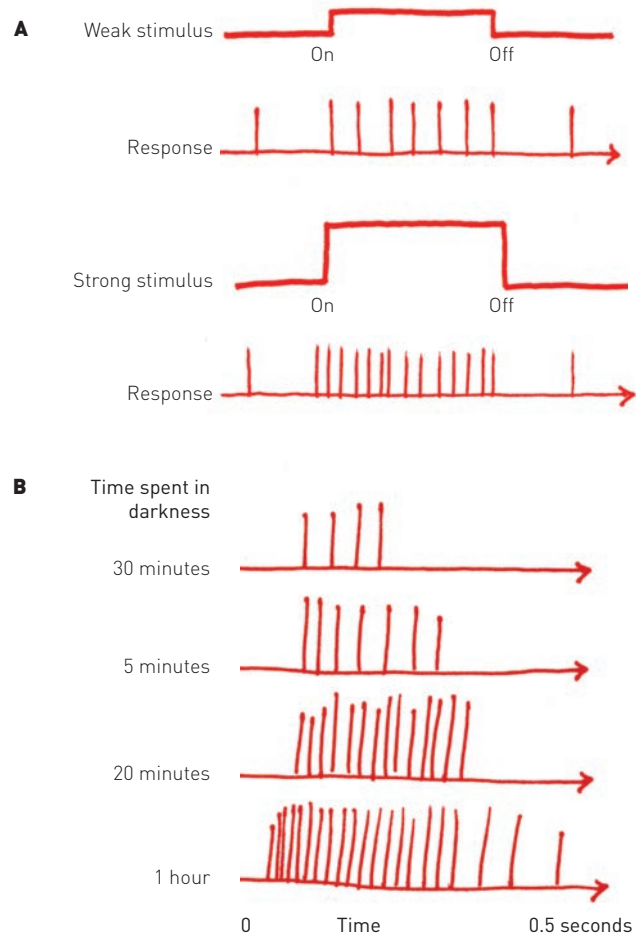 A
Weak stimulus
On Off
Response
Strong stimulus
On Off
Response
B
Time spent in
darkness
30 minutes
5 minutes
20 minutes
1 hour
0 Time 0.5 seconds